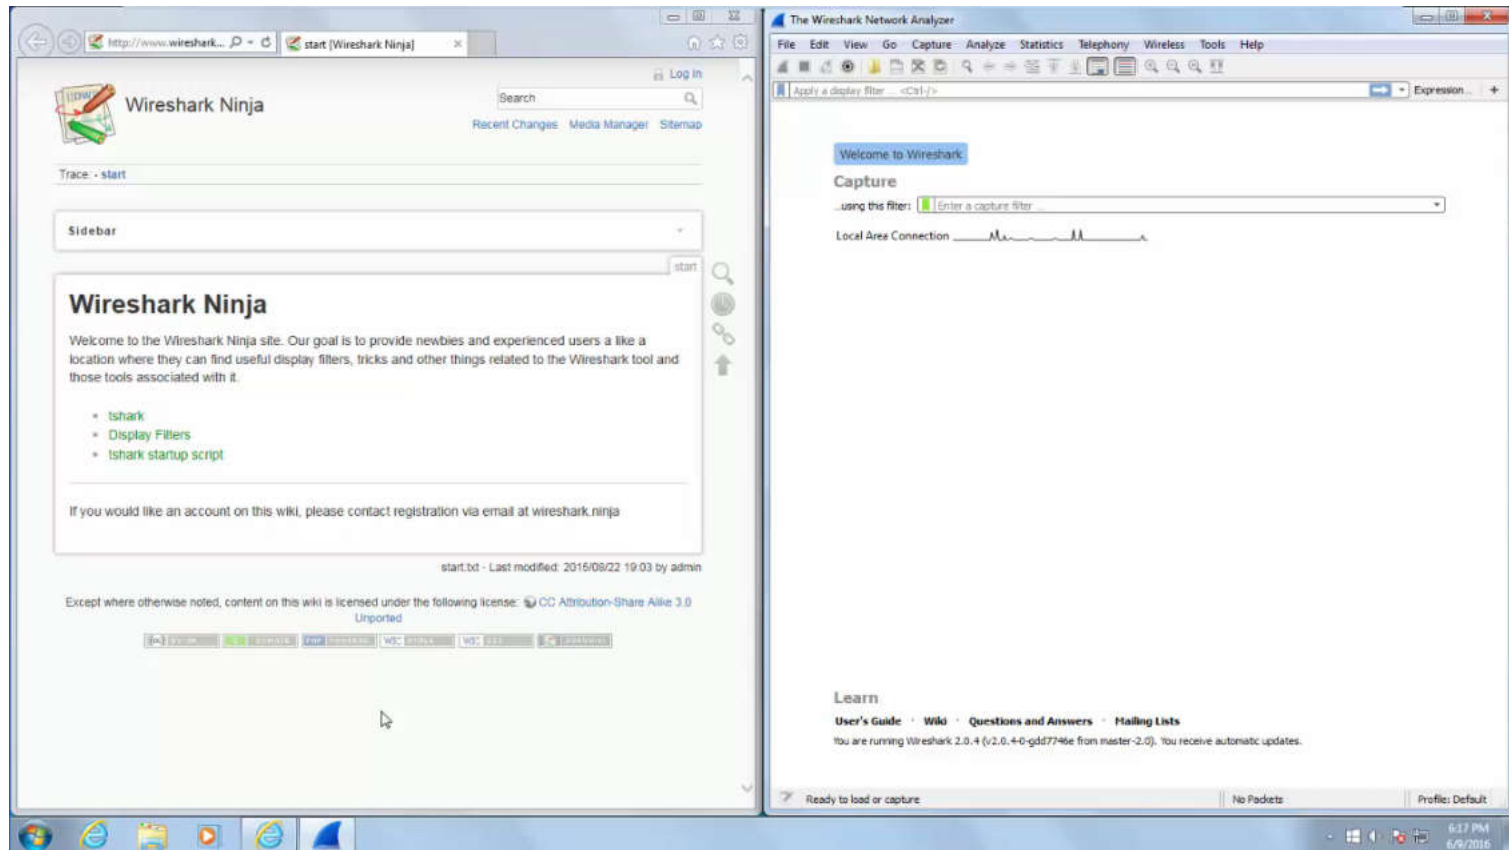 http://www.wireshark...
start [Wireshark Ninja]
Log In
Wireshark Ninja
Search
Recent Changes Media Manager Sitemap
Trace: • start
Sidebar
start
Wireshark Ninja
Welcome to the Wireshark Ninja site. Our goal is to provide newbies and experienced users a like a
location where they can find useful display filters, tricks and other things related to the Wireshark tool and
those tools associated with it.
tshark
Display Filters
tshark startup script
If you would like an account on this wiki, please contact registration via email at wireshark.ninja
start.txt - Last modified: 2016/08/22 19:03 by admin
Except where otherwise noted, content on this wiki is licensed under the following license: CC Attribution-Share Alike 3.0
Unported
The Wireshark Network Analyzer
File Edit View Go Capture Analyze Statistics Telephony Wireless Tools Help
Apply a display filter ... <Ctrl-/>
Expression... +
Welcome to Wireshark
Capture
...using this filter: Enter a capture filter ...
Local Area Connection
Learn
User's Guide · Wiki · Questions and Answers · Mailing Lists
You are running Wireshark 2.0.4 (v2.0.4-0-gdd7746e from master-2.0). You receive automatic updates.
Ready to load or capture
No Packets
Profile: Default
6:17 PM
6/9/2016